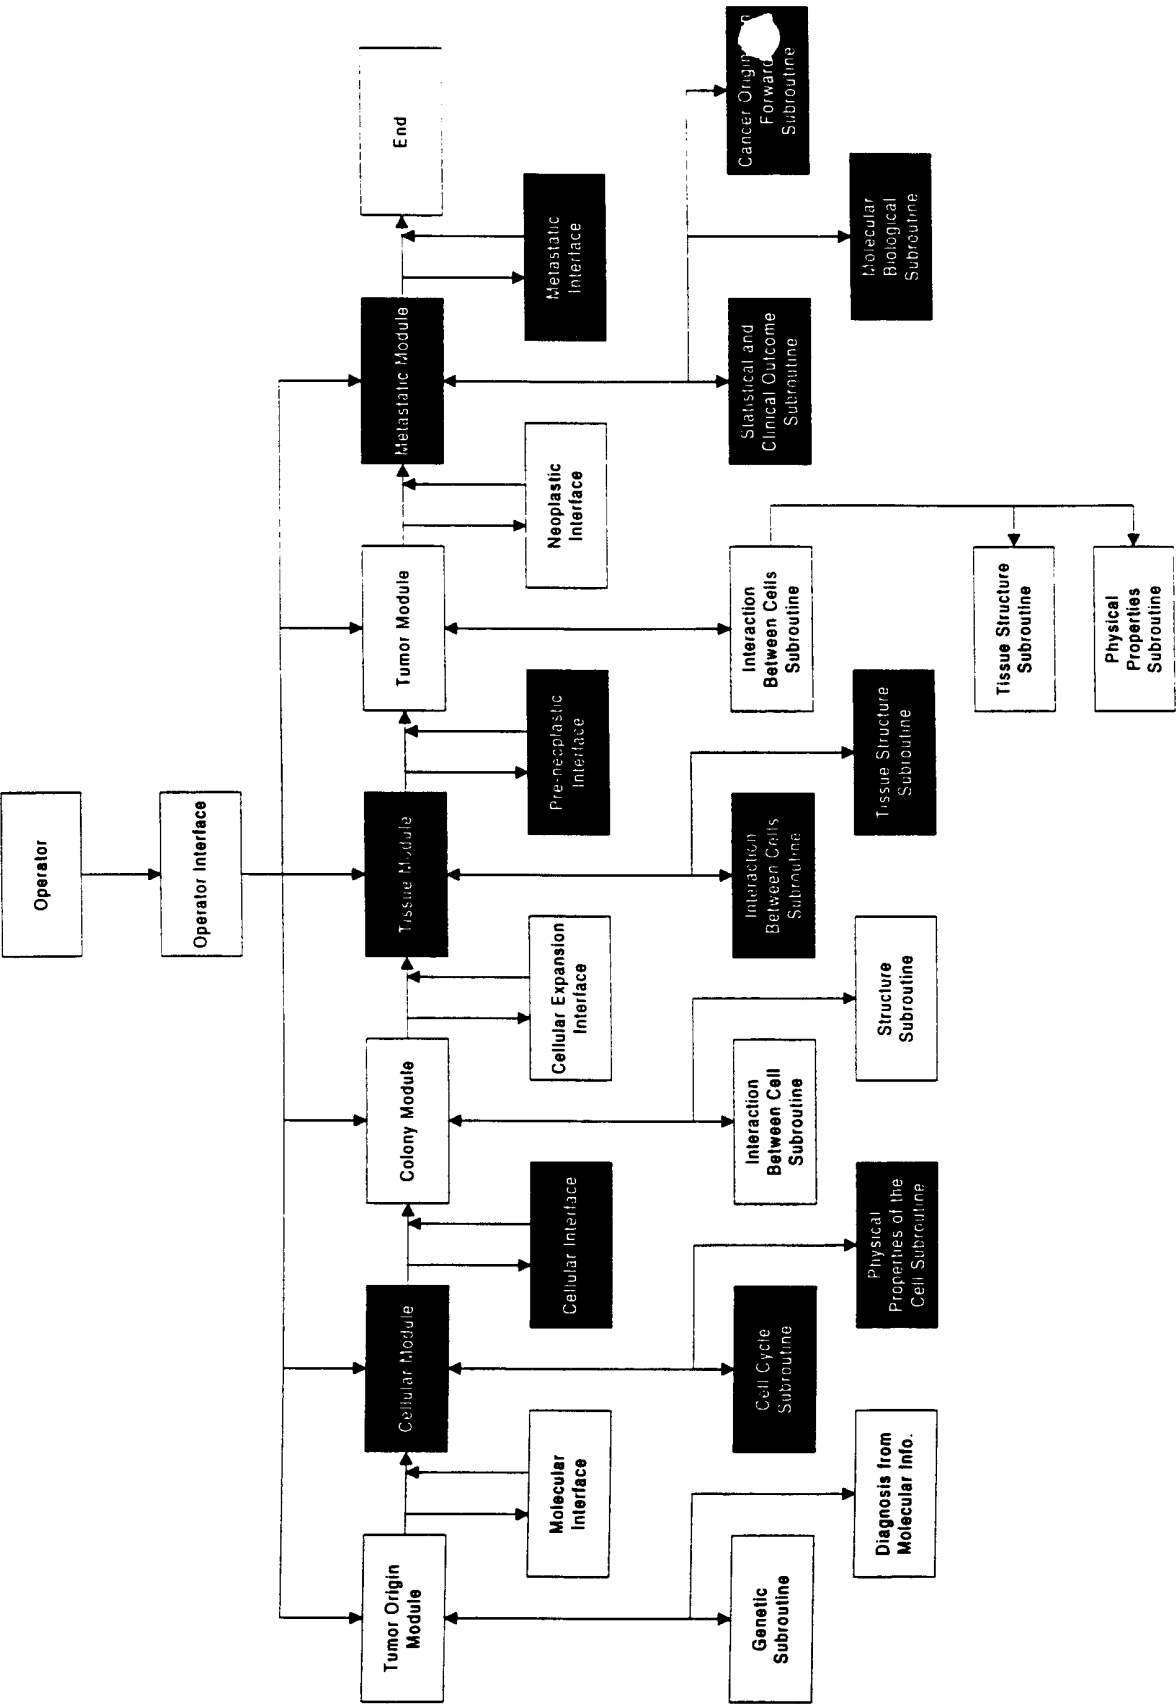 Operator
Operator Interface
Tumor Origin
Module
Cellular Module
Colony Module
Tissue Module
Tumor Module
Metastatic Module
End
Molecular
Interface
Cellular Interface
Cellular Expansion
Interface
Pre-neoplastic
Interface
Neoplastic
Interface
Metastatic
Interface
Genetic
Subroutine
Cell Cycle
Subroutine
Interaction
Between Cell
Subroutine
Interaction
Between Cells
Subroutine
Interaction
Between Cells
Subroutine
Statistical and
Clinical Outcome
Subroutine
Cancer Origin
Forward
Subroutine
Diagnosis from
Molecular Info.
Physical
Properties of the
Cell Subroutine
Structure
Subroutine
Tissue Structure
Subroutine
Molecular
Biological
Subroutine
Tissue Structure
Subroutine
Physical
Properties
Subroutine